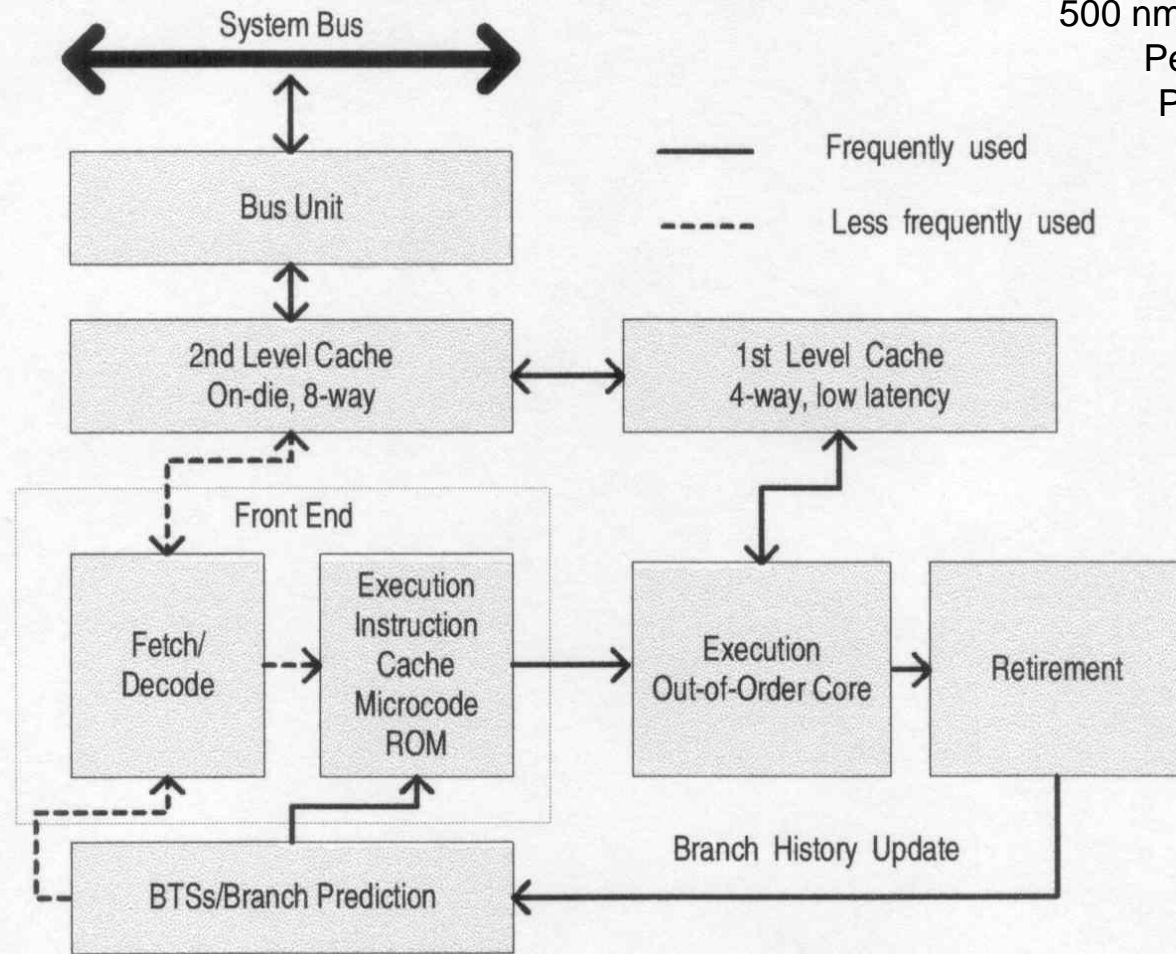 System Bus
500 nm
Pe
P
Frequently used
Less frequently used
Bus Unit
2nd Level Cache
On-die, 8-way
1st Level Cache
4-way, low latency
Front End
Fetch/
Decode
Execution
Instruction
Cache
Microcode
ROM
Execution
Out-of-Order Core
Retirement
Branch History Update
BTSs/Branch Prediction